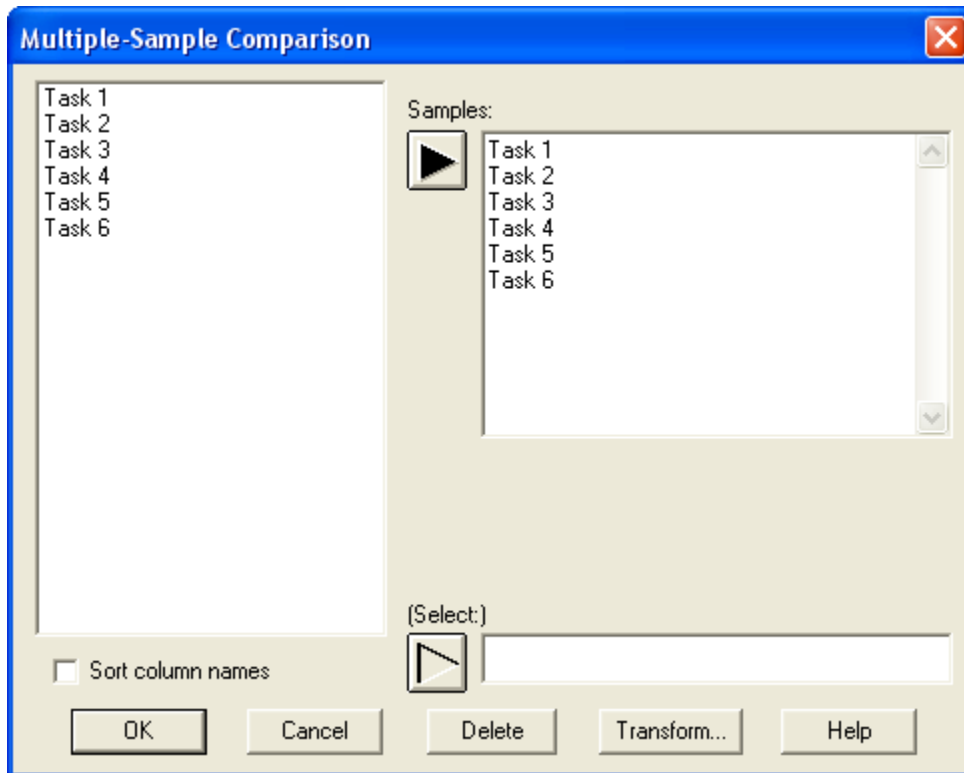 Multiple-Sample Comparison
Task 1
Task 2
Task 3
Task 4
Task 5
Task 6
Samples:
Task 1
Task 2
Task 3
Task 4
Task 5
Task 6
(Select:)
Sort column names
OK
Cancel
Delete
Transform...
Help